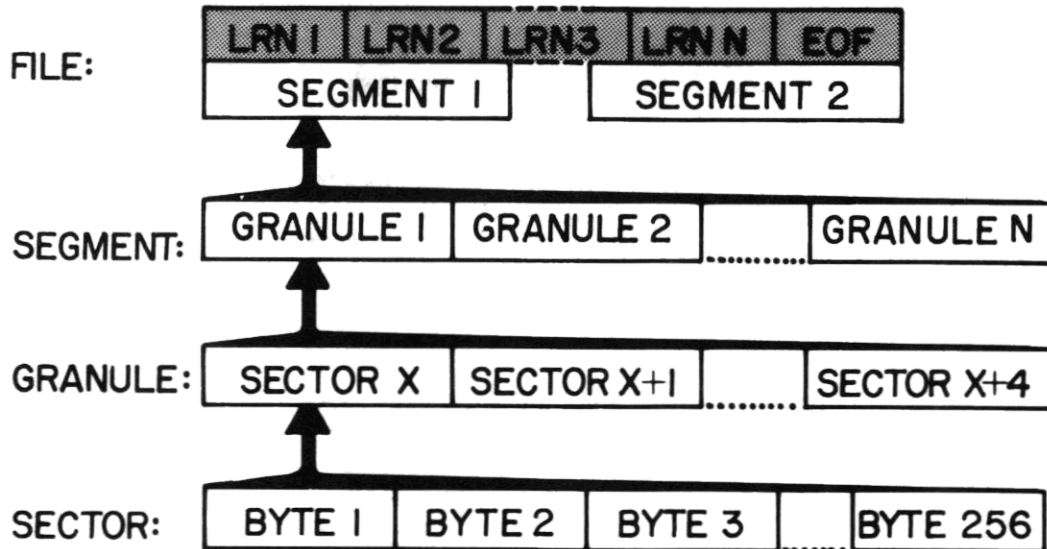 LRN 1 LRN2 LRN3 LRN N EOF
FILE:
SEGMENT 1 SEGMENT 2
SEGMENT: GRANULE 1 GRANULE 2 GRANULE N
GRANULE: SECTOR X SECTOR X+1 SECTOR X+4
SECTOR: BYTE 1 BYTE 2 BYTE 3 BYTE 256